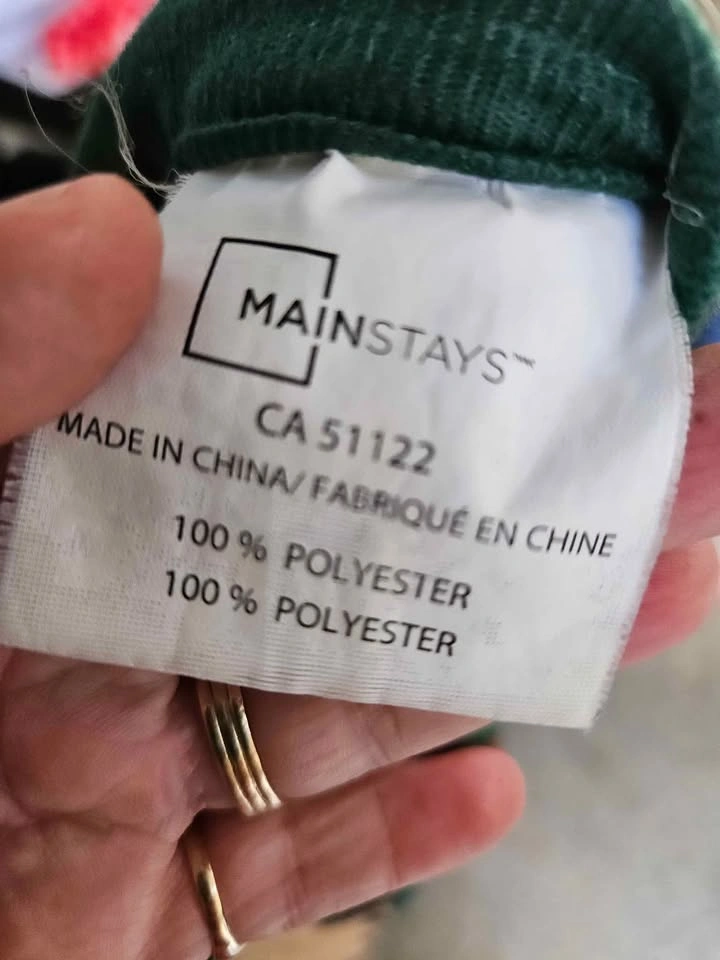 MAINSTAYS™
CA 51122
MADE IN CHINA/ FABRIQUÉ EN CHINE
100 % POLYESTER
100 % POLYESTER